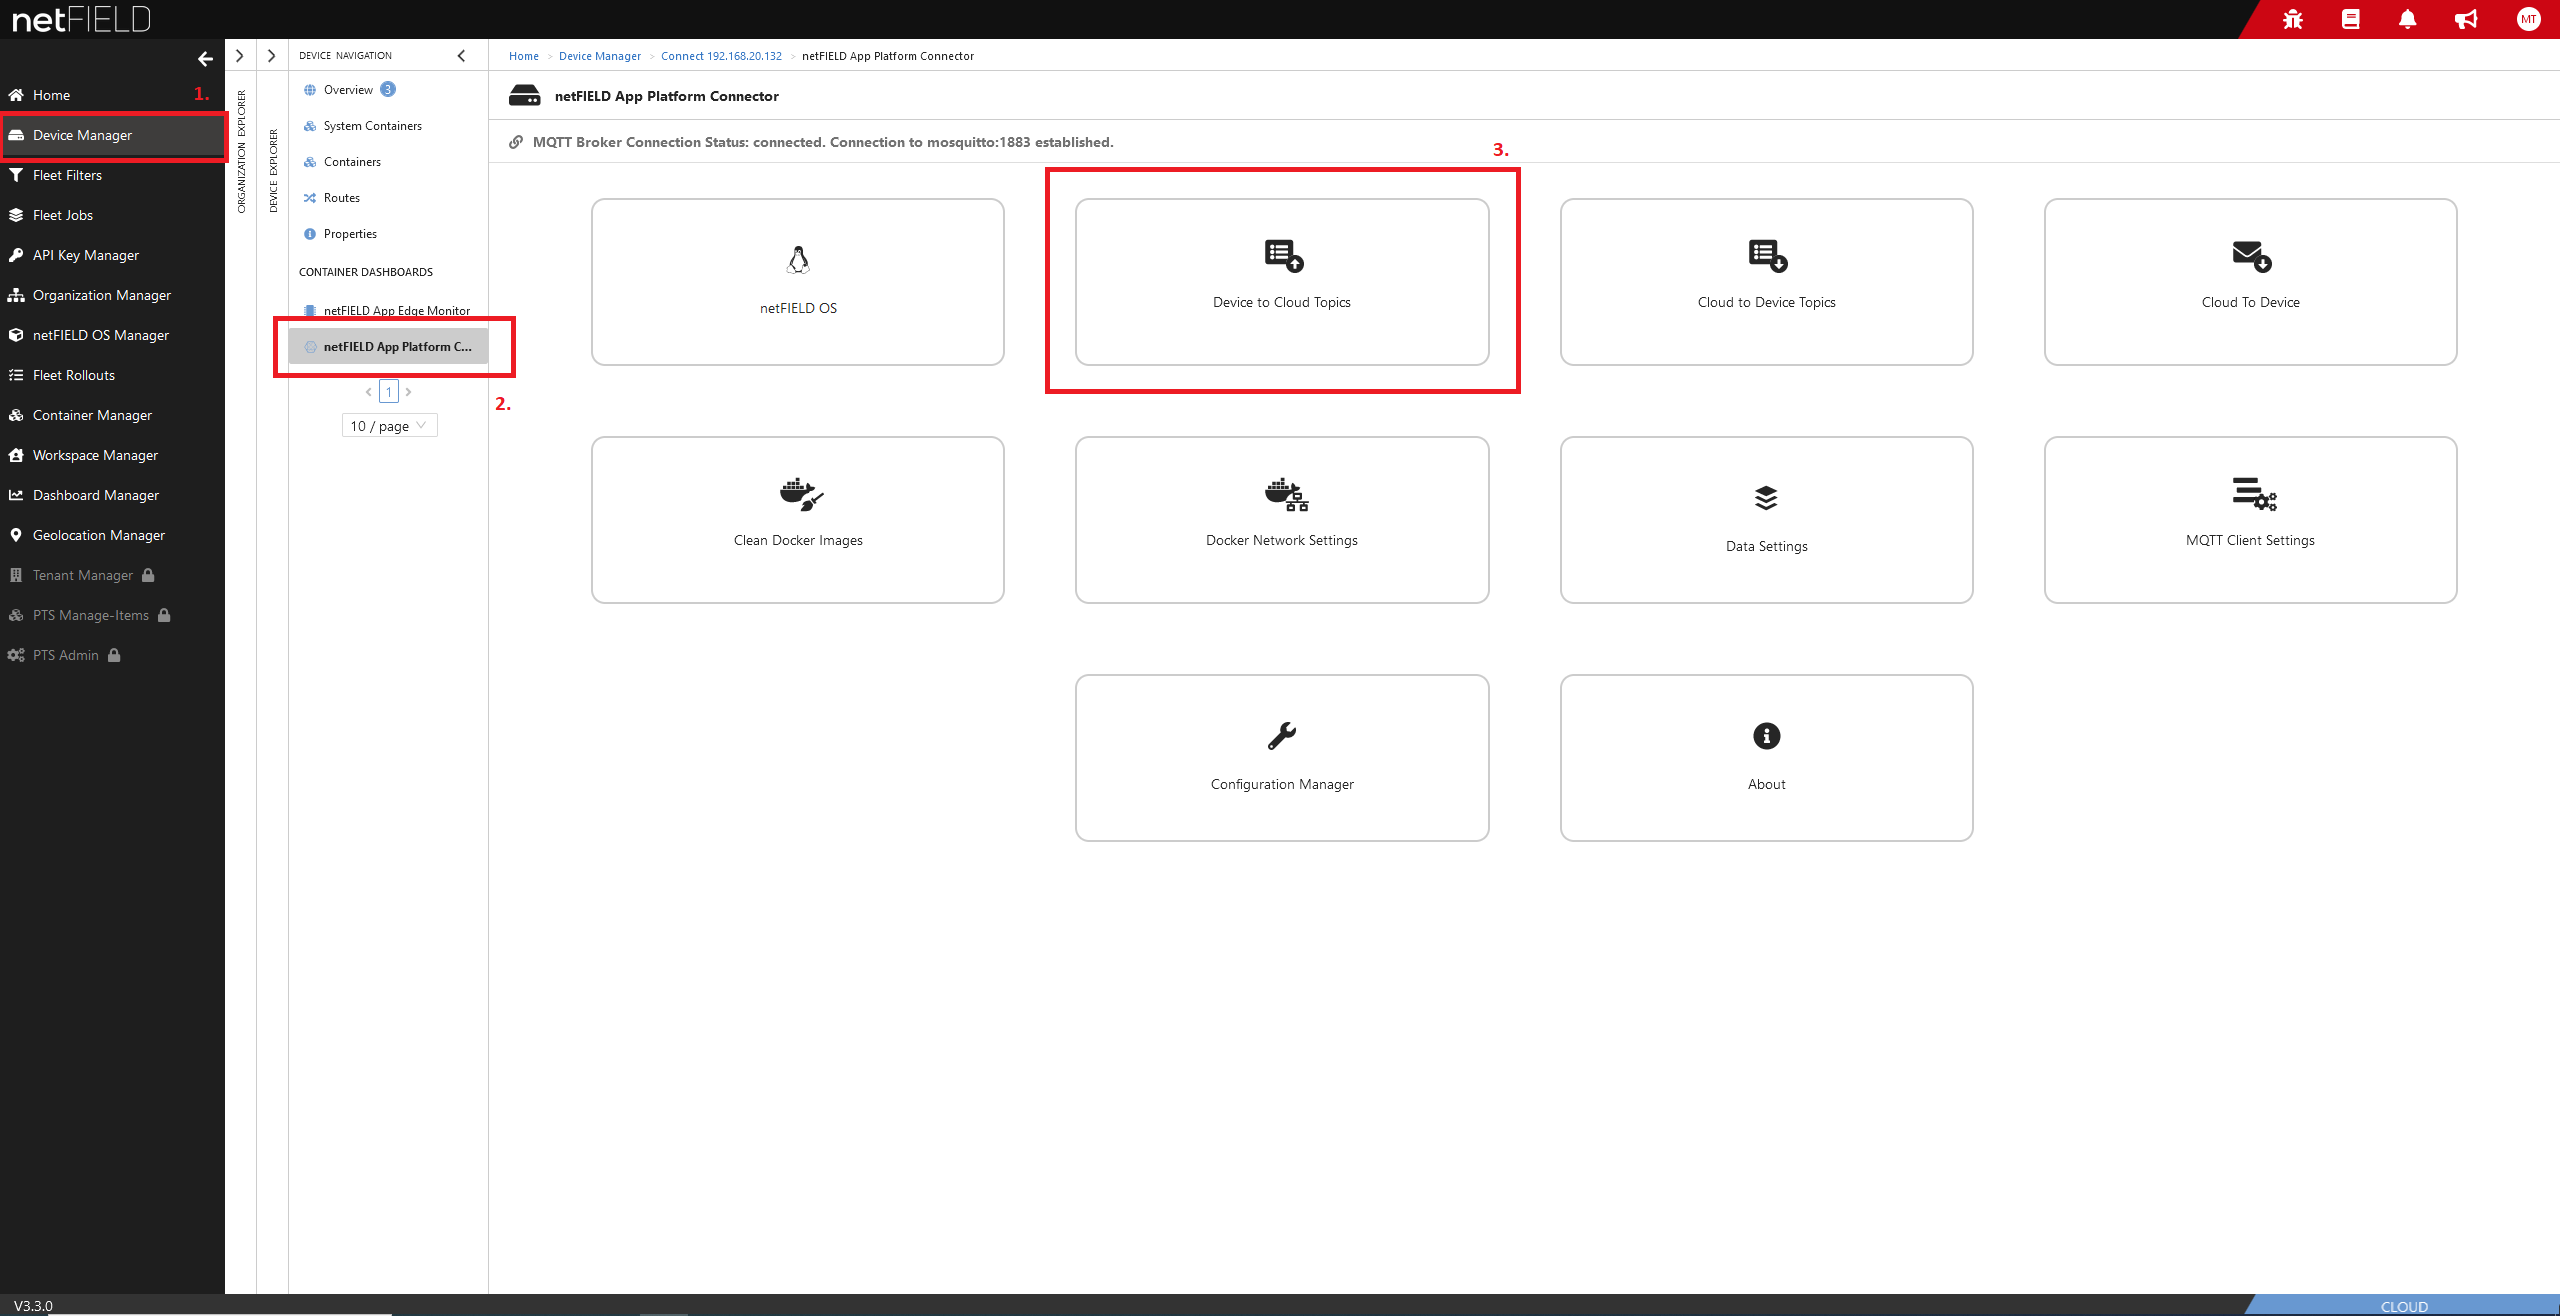 netFIELD
MT
Home
1.
Device Manager
Fleet Filters
Fleet Jobs
API Key Manager
Organization Manager
netFIELD OS Manager
Fleet Rollouts
Container Manager
Workspace Manager
Dashboard Manager
Geolocation Manager
Tenant Manager
PTS Manage-Items
PTS Admin
ORGANIZATION EXPLORER
DEVICE EXPLORER
DEVICE NAVIGATION
Overview 3
System Containers
Containers
Routes
Properties
CONTAINER DASHBOARDS
netFIELD App Edge Monitor
netFIELD App Platform C...
2.
< 1 >
10 / page
Home > Device Manager > Connect 192.168.20.132 > netFIELD App Platform Connector
netFIELD App Platform Connector
MQTT Broker Connection Status: connected. Connection to mosquitto:1883 established.
3.
netFIELD OS
Device to Cloud Topics
Cloud to Device Topics
Cloud To Device
Clean Docker Images
Docker Network Settings
Data Settings
MQTT Client Settings
Configuration Manager
About
V3.3.0
CLOUD